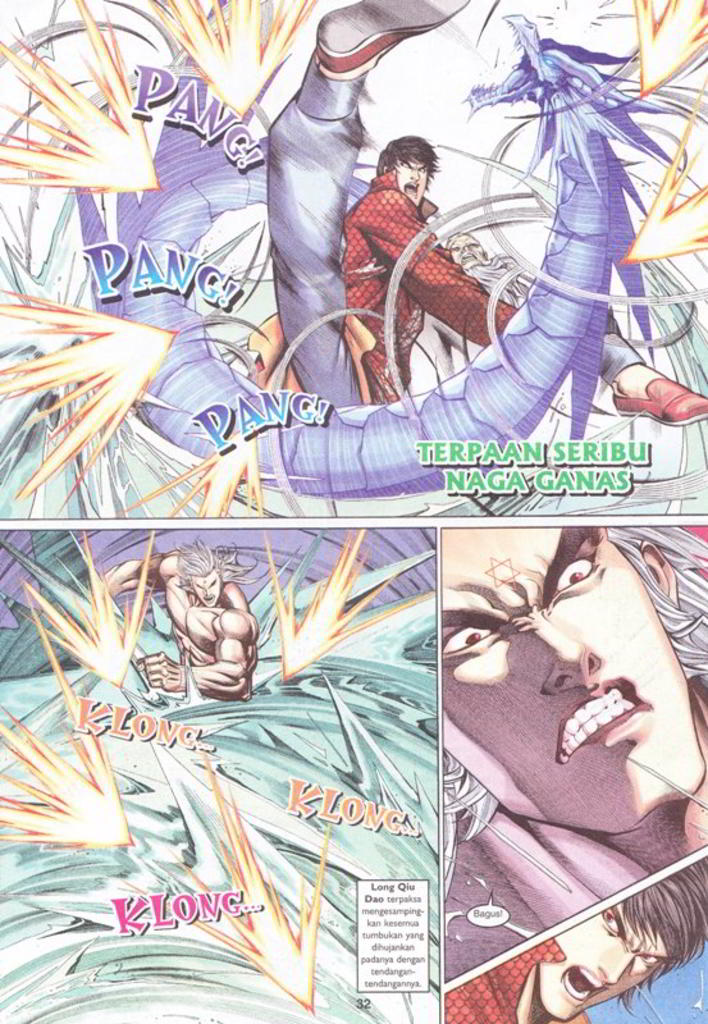 PANG!
PANG!
PANG!
TERPAAN SERIBU
NAGA GANAS
KLONG...
KLONG...
KLONG...
Long Qiu
Dao terpaksa
mengesamping-
kan kesemua
tumbukan yang
dihujankan
padanya dengan
tendangan-
tendangannya.
Bagus!
32